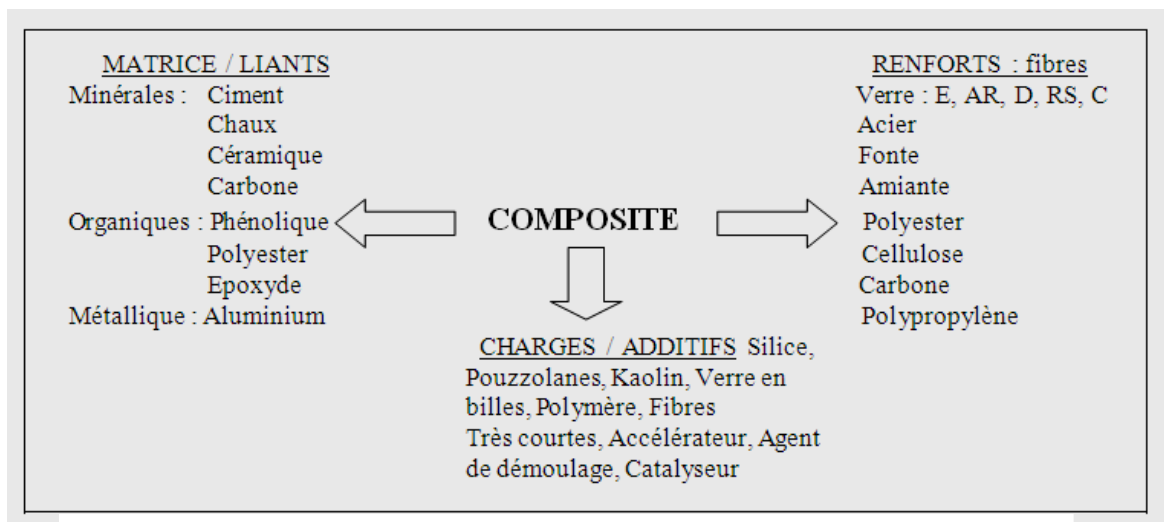 MATRICE / LIANTS
Minérales : Ciment
Chaux
Céramique
Carbone
Organiques : Phénolique
Polyester
Epoxyde
Métallique : Aluminium
COMPOSITE
RENFORTS : fibres
Verre : E, AR, D, RS, C
Acier
Fonte
Amiante
Polyester
Cellulose
Carbone
Polypropylène
CHARGES / ADDITIFS Silice,
Pouzzolanes, Kaolin, Verre en
billes, Polymère, Fibres
Très courtes, Accélérateur, Agent
de démoulage, Catalyseur